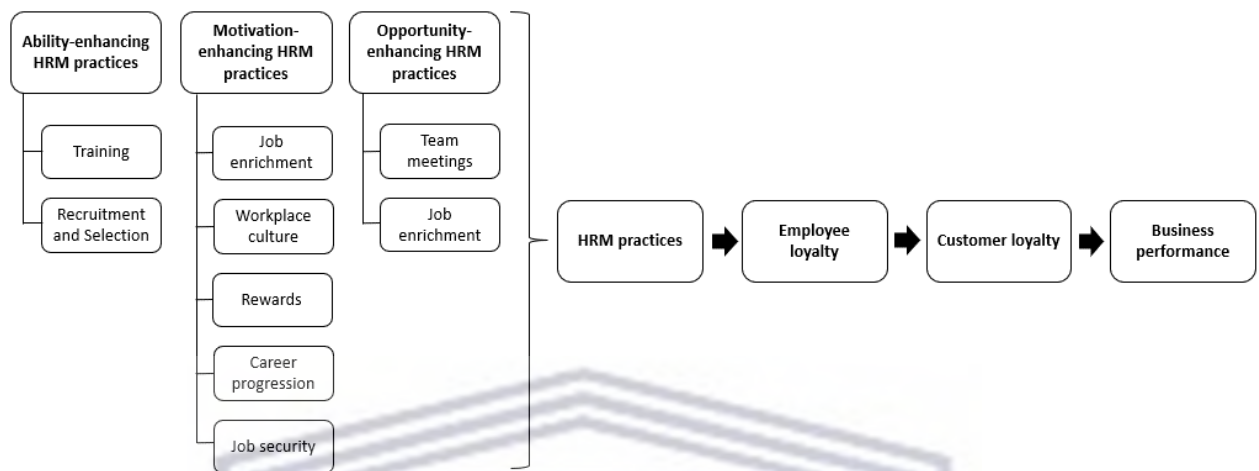 Ability-enhancing
HRM practices
Training
Recruitment
and Selection
Motivation-
enhancing HRM
practices
Job
enrichment
Workplace
culture
Rewards
Career
progression
Job security
Opportunity-
enhancing HRM
practices
Team
meetings
Job
enrichment
HRM practices
Employee
loyalty
Customer loyalty
Business
performance